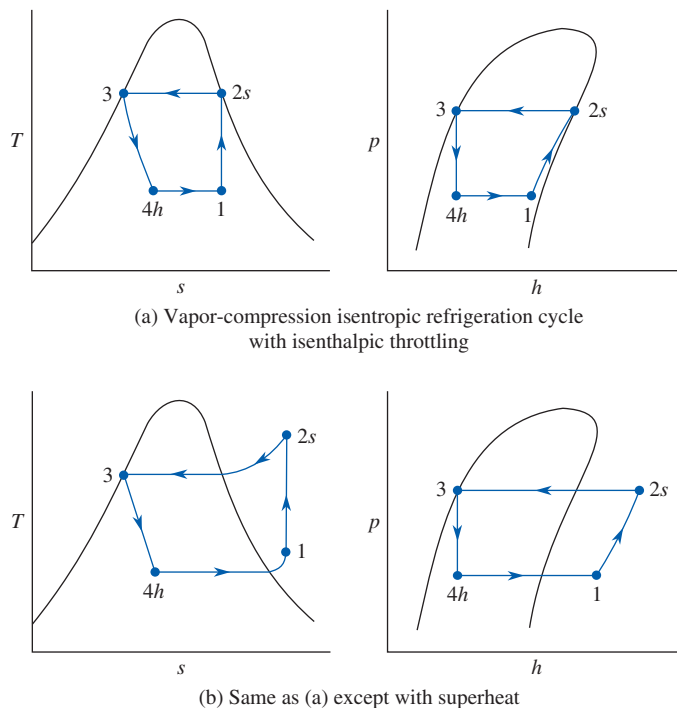 3
2s
T
4h
1
s
3
2s
p
4h
1
h
(a) Vapor-compression isentropic refrigeration cycle
with isenthalpic throttling
2s
3
T
1
4h
s
3
2s
p
4h
1
h
(b) Same as (a) except with superheat